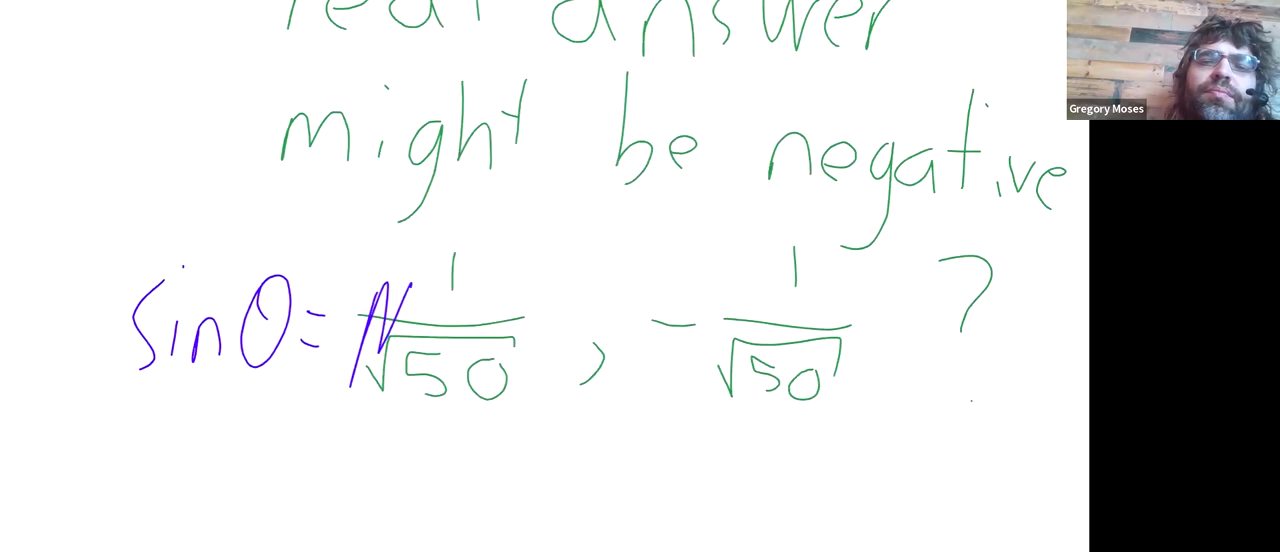 real answer
might be negative
sinθ = 1/√50 , - 1/√50 ?
Gregory Moses